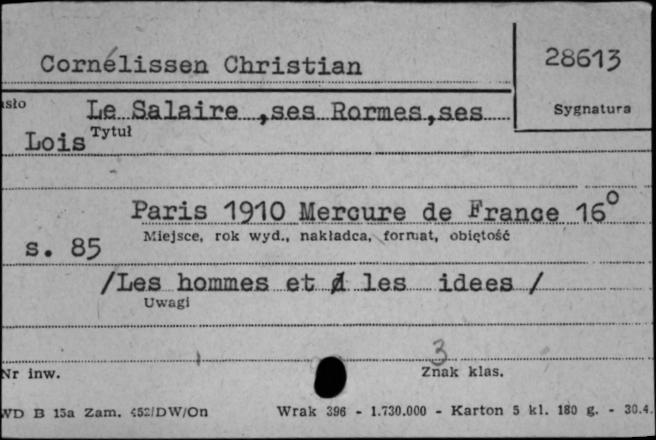 Cornélissen Christian
28613
Sygnatura
Le Salaire ,ses Rormes,ses
Lois Tytuł
Paris 1910 Mercure de France 16°
Miejsce, rok wyd., nakładca, format, objętość
s. 85
/Les hommes et les idees /
Uwagi
3
Nr inw.
Znak klas.
WD B 15a Zam. 452/DW/On Wrak 396 - 1.730.000 - Karton 5 kl. 180 g. - 30.4.